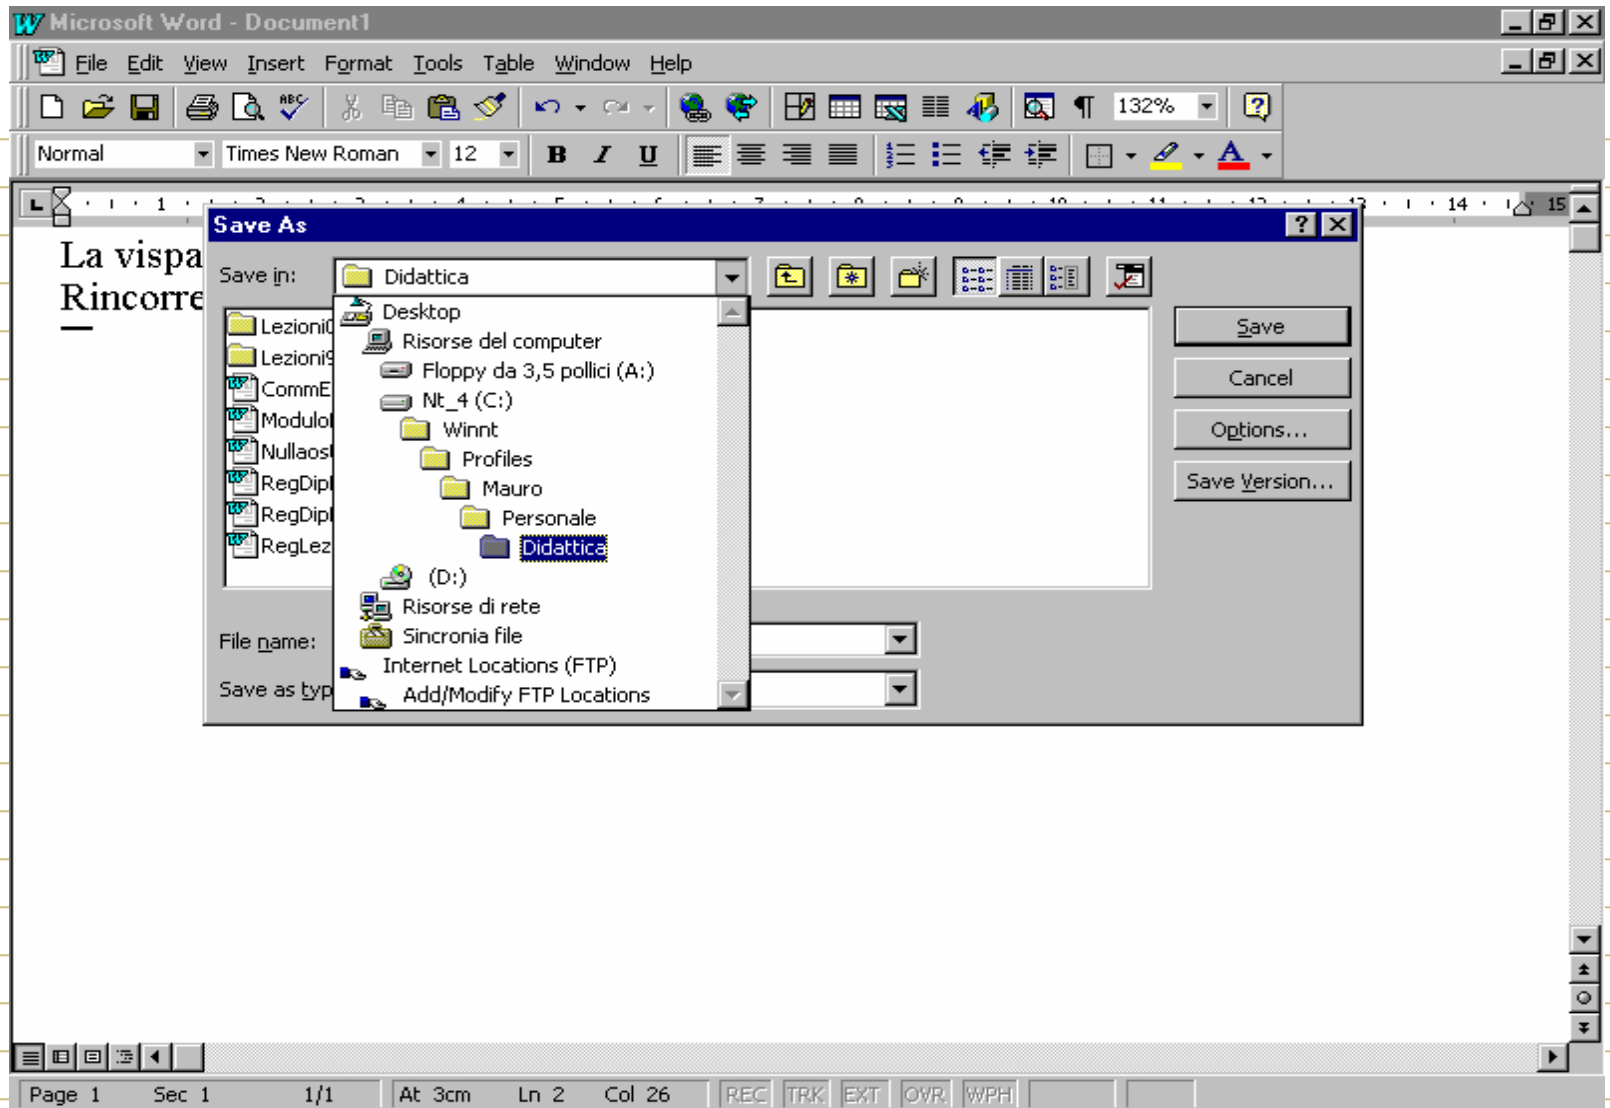 Microsoft Word - Document1
File Edit View Insert Format Tools Table Window Help
132%
Normal Times New Roman 12 B I U
1 14 15
Save As
La vispa
Rincorre
Save in: Didattica
Desktop
Risorse del computer
Floppy da 3,5 pollici (A:)
Nt_4 (C:)
Winnt
Profiles
Mauro
Personale
Didattica
(D:)
Risorse di rete
Sincronia file
Internet Locations (FTP)
Add/Modify FTP Locations
Lezioni
Lezioni9
CommE
Modulo
Nullaos
RegDip
RegDip
RegLez
Save
Cancel
Options...
Save Version...
File name:
Save as typ
Page 1 Sec 1 1/1 At 3cm Ln 2 Col 26 REC TRK EXT OVR WPH